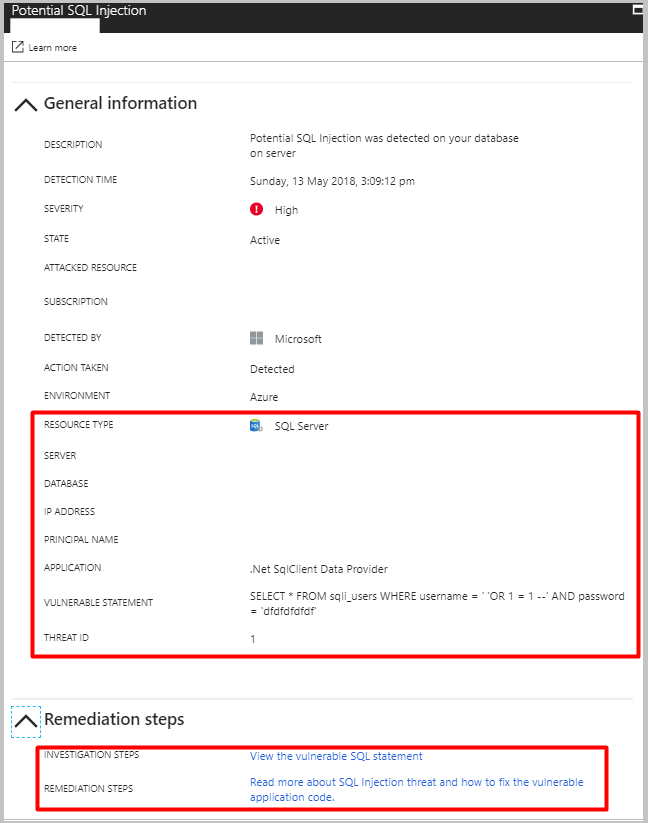 Potential SQL Injection
Learn more
General information
DESCRIPTION
Potential SQL Injection was detected on your database
on server
DETECTION TIME
Sunday, 13 May 2018, 3:09:12 pm
SEVERITY
High
STATE
Active
ATTACKED RESOURCE
SUBSCRIPTION
DETECTED BY
Microsoft
ACTION TAKEN
Detected
ENVIRONMENT
Azure
RESOURCE TYPE
SQL Server
SERVER
DATABASE
IP ADDRESS
PRINCIPAL NAME
APPLICATION
.Net SqlClient Data Provider
VULNERABLE STATEMENT
SELECT * FROM sqli_users WHERE username = ' 'OR 1 = 1 --' AND password
= 'dfdfdfdfdf'
THREAT ID
1
Remediation steps
INVESTIGATION STEPS
View the vulnerable SQL statement
REMEDIATION STEPS
Read more about SQL Injection threat and how to fix the vulnerable
application code.